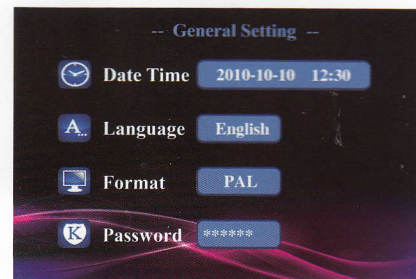 -- General Setting --
Date Time 2010-10-10 12:30
A... Language English
Format PAL
K Password ******